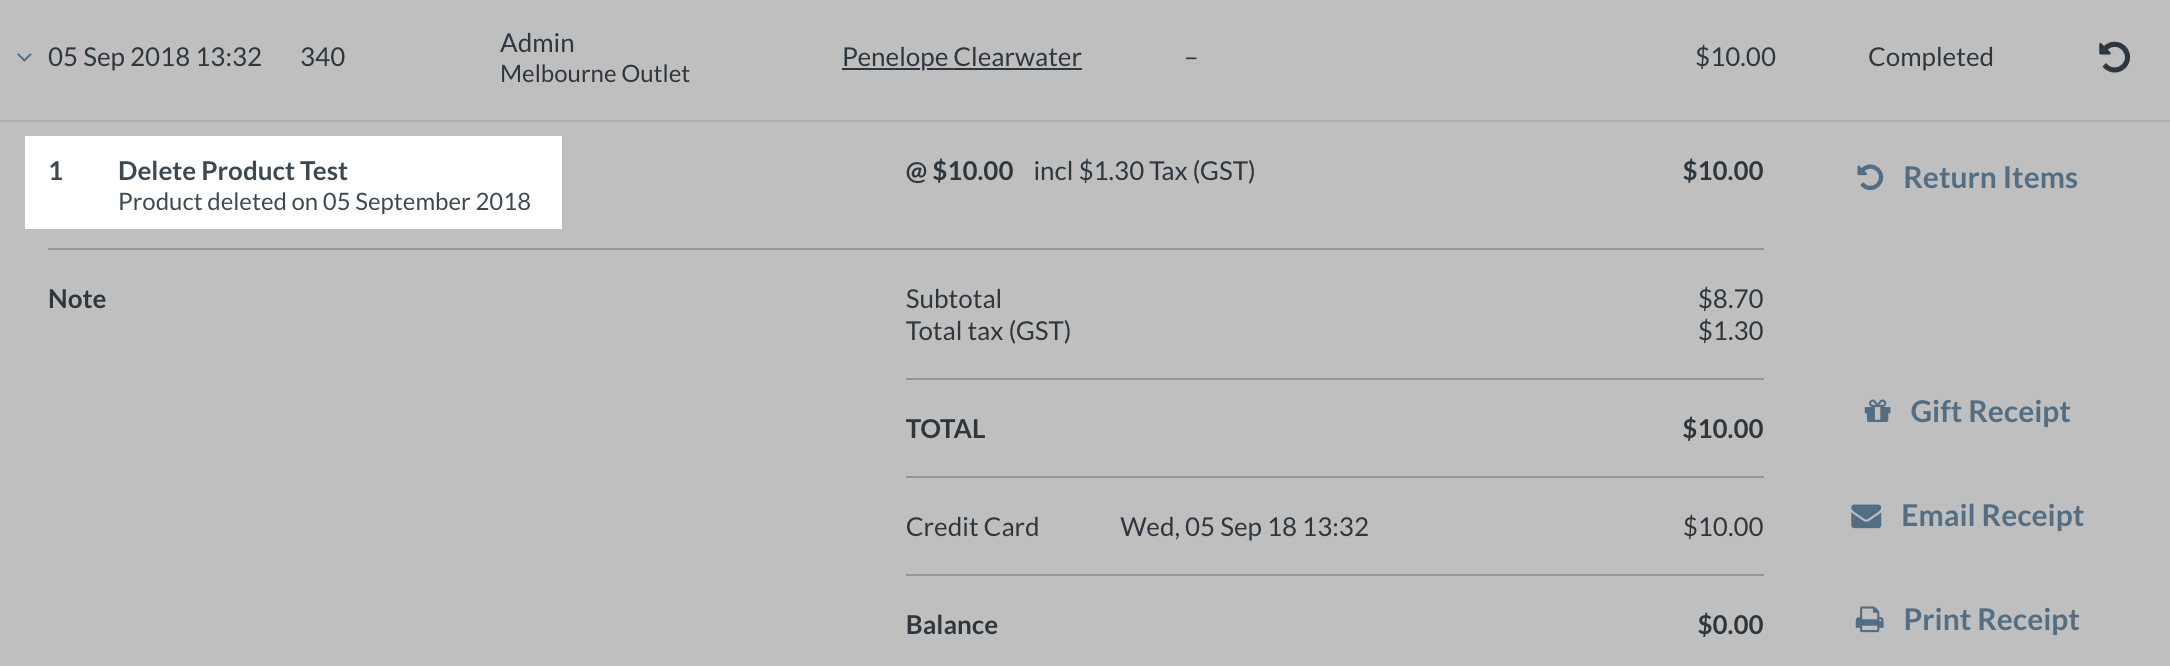 05 Sep 2018 13:32 340 Admin Melbourne Outlet Penelope Clearwater – $10.00 Completed
1 Delete Product Test @ $10.00 incl $1.30 Tax (GST) $10.00 Return Items
Product deleted on 05 September 2018
Note Subtotal $8.70
Total tax (GST) $1.30
TOTAL $10.00 Gift Receipt
Credit Card Wed, 05 Sep 18 13:32 $10.00 Email Receipt
Balance $0.00 Print Receipt